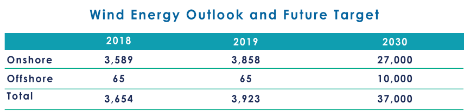 Wind Energy Outlook and Future Target
2018 2019 2030
Onshore 3,589 3,858 27,000
Offshore 65 65 10,000
Total 3,654 3,923 37,000